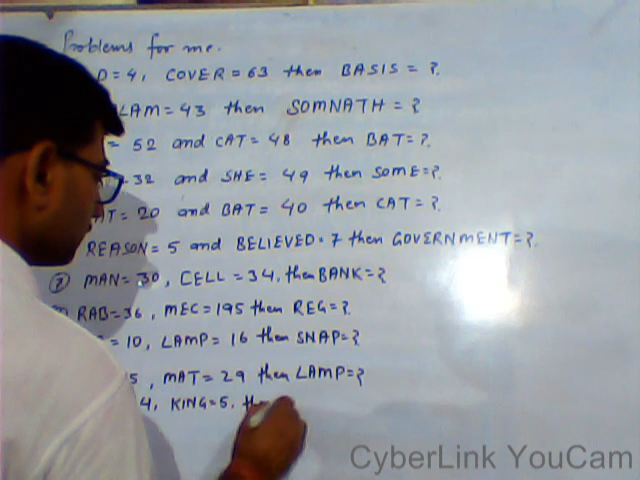 Problems for me.
D = 4, COVER = 63 then BASIS = ?
LAM = 43 then SOMNATH = ?
= 52 and CAT = 48 then BAT = ?
32 and SHE = 49 then SOME = ?
AT = 20 and BAT = 40 then CAT = ?
REASON = 5 and BELIEVED = 7 then GOVERNMENT = ?
② MAN = 30, CELL = 34, then BANK = ?
RAB = 36, MEC = 195 then REG = ?
= 10, LAMP = 16 then SNAP = ?
5, MAT = 29 then LAMP = ?
4, KING = 5, th
CyberLink YouCam